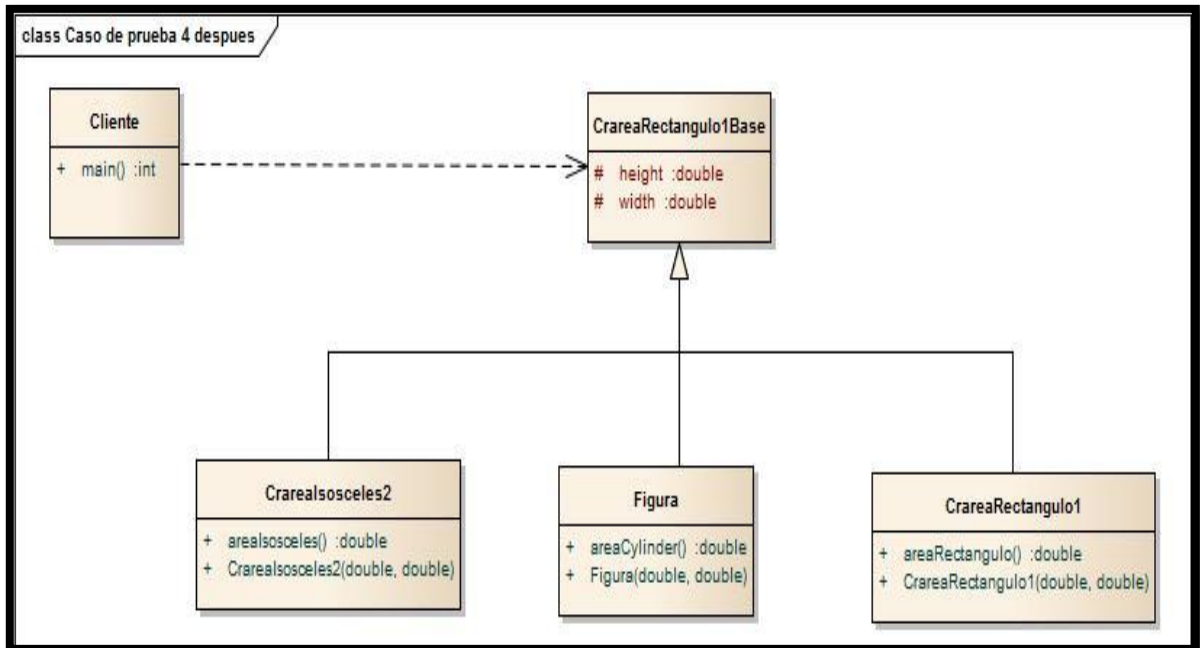 class Caso de prueba 4 despues
Cliente
+ main() :int
CrareaRectangulo1Base
# height :double
# width :double
CrareaIsosceles2
+ areaIsosceles() :double
+ CrareaIsosceles2(double, double)
Figura
+ areaCylinder() :double
+ Figura(double, double)
CrareaRectangulo1
+ areaRectangulo() :double
+ CrareaRectangulo1(double, double)